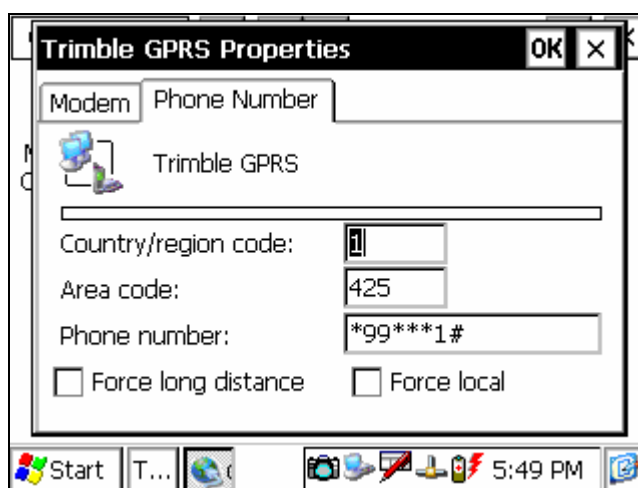 Trimble GPRS Properties OK ×
Modem Phone Number
Trimble GPRS
Country/region code: 1
Area code: 425
Phone number: *99***1#
Force long distance Force local
Start T... 5:49 PM